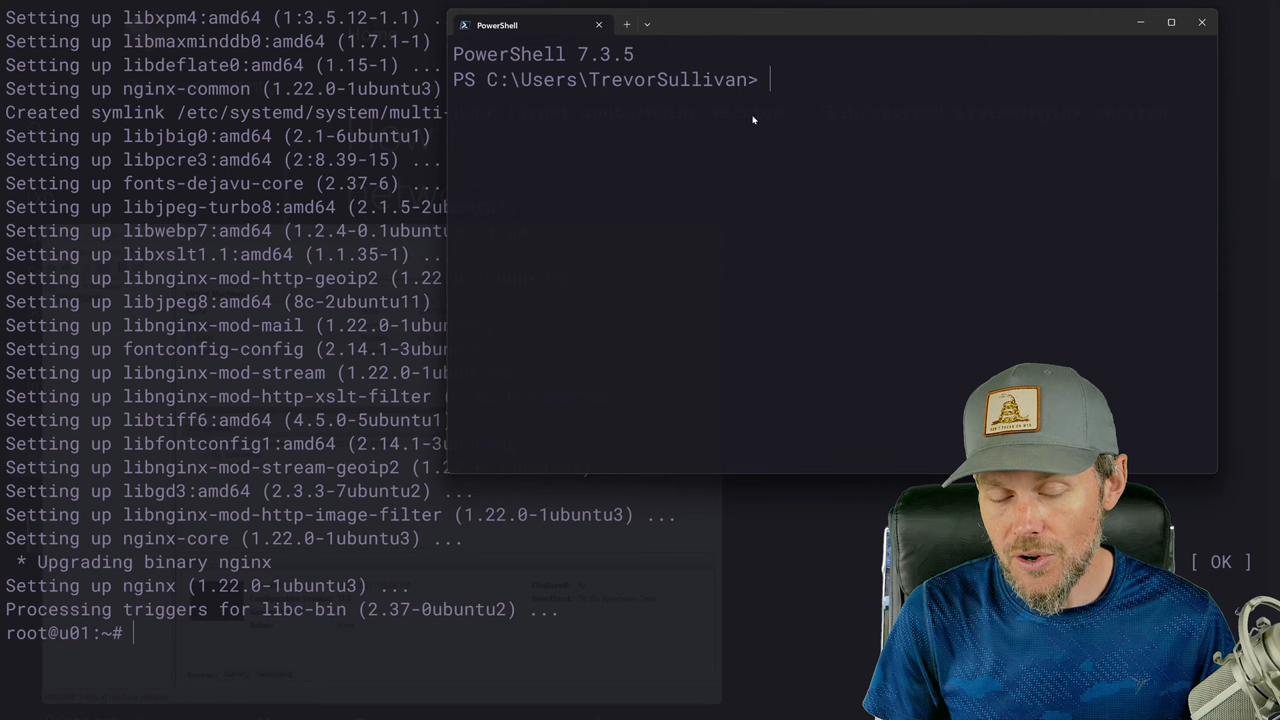 Setting up libxpm4:amd64 (1:3.5.12-1.1)
Setting up libmaxminddb0:amd64 (1.7.1-1)
Setting up libdeflate0:amd64 (1.15-1) ...
Setting up nginx-common (1.22.0-1ubuntu3)
Created symlink /etc/systemd/system/multi-
Setting up libjbig0:amd64 (2.1-6ubuntu1)
Setting up libpcre3:amd64 (2:8.39-15) ...
Setting up fonts-dejavu-core (2.37-6) ...
Setting up libjpeg-turbo8:amd64 (2.1.5-2ub
Setting up libwebp7:amd64 (1.2.4-0.1ubuntu
Setting up libxslt1.1:amd64 (1.1.35-1) ..
Setting up libnginx-mod-http-geoip2 (1.22
Setting up libjpeg8:amd64 (8c-2ubuntu11)
Setting up libnginx-mod-mail (1.22.0-1ubun
Setting up fontconfig-config (2.14.1-3ubun
Setting up libnginx-mod-stream (1.22.0-1u
Setting up libnginx-mod-http-xslt-filter (
Setting up libtiff6:amd64 (4.5.0-5ubuntu1
Setting up libfontconfig1:amd64 (2.14.1-3u
Setting up libnginx-mod-stream-geoip2 (1.2
Setting up libgd3:amd64 (2.3.3-7ubuntu2) ...
Setting up libnginx-mod-http-image-filter (1.22.0-1ubuntu3) ...
Setting up nginx-core (1.22.0-1ubuntu3) ...
* Upgrading binary nginx [ OK ]
Setting up nginx (1.22.0-1ubuntu3) ...
Processing triggers for libc-bin (2.37-0ubuntu2) ...
root@u01:~#
PowerShell
PowerShell 7.3.5
PS C:\Users\TrevorSullivan>
DON'T TREAD ON ME